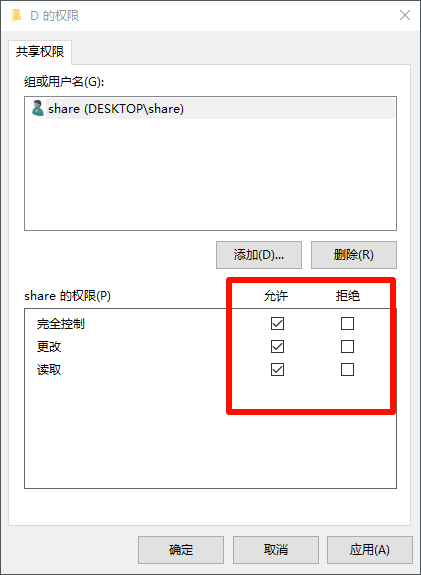 D 的权限
共享权限
组或用户名(G):
share (DESKTOP\share)
添加(D)... 删除(R)
share 的权限(P) 允许 拒绝
完全控制
更改
读取
确定 取消 应用(A)